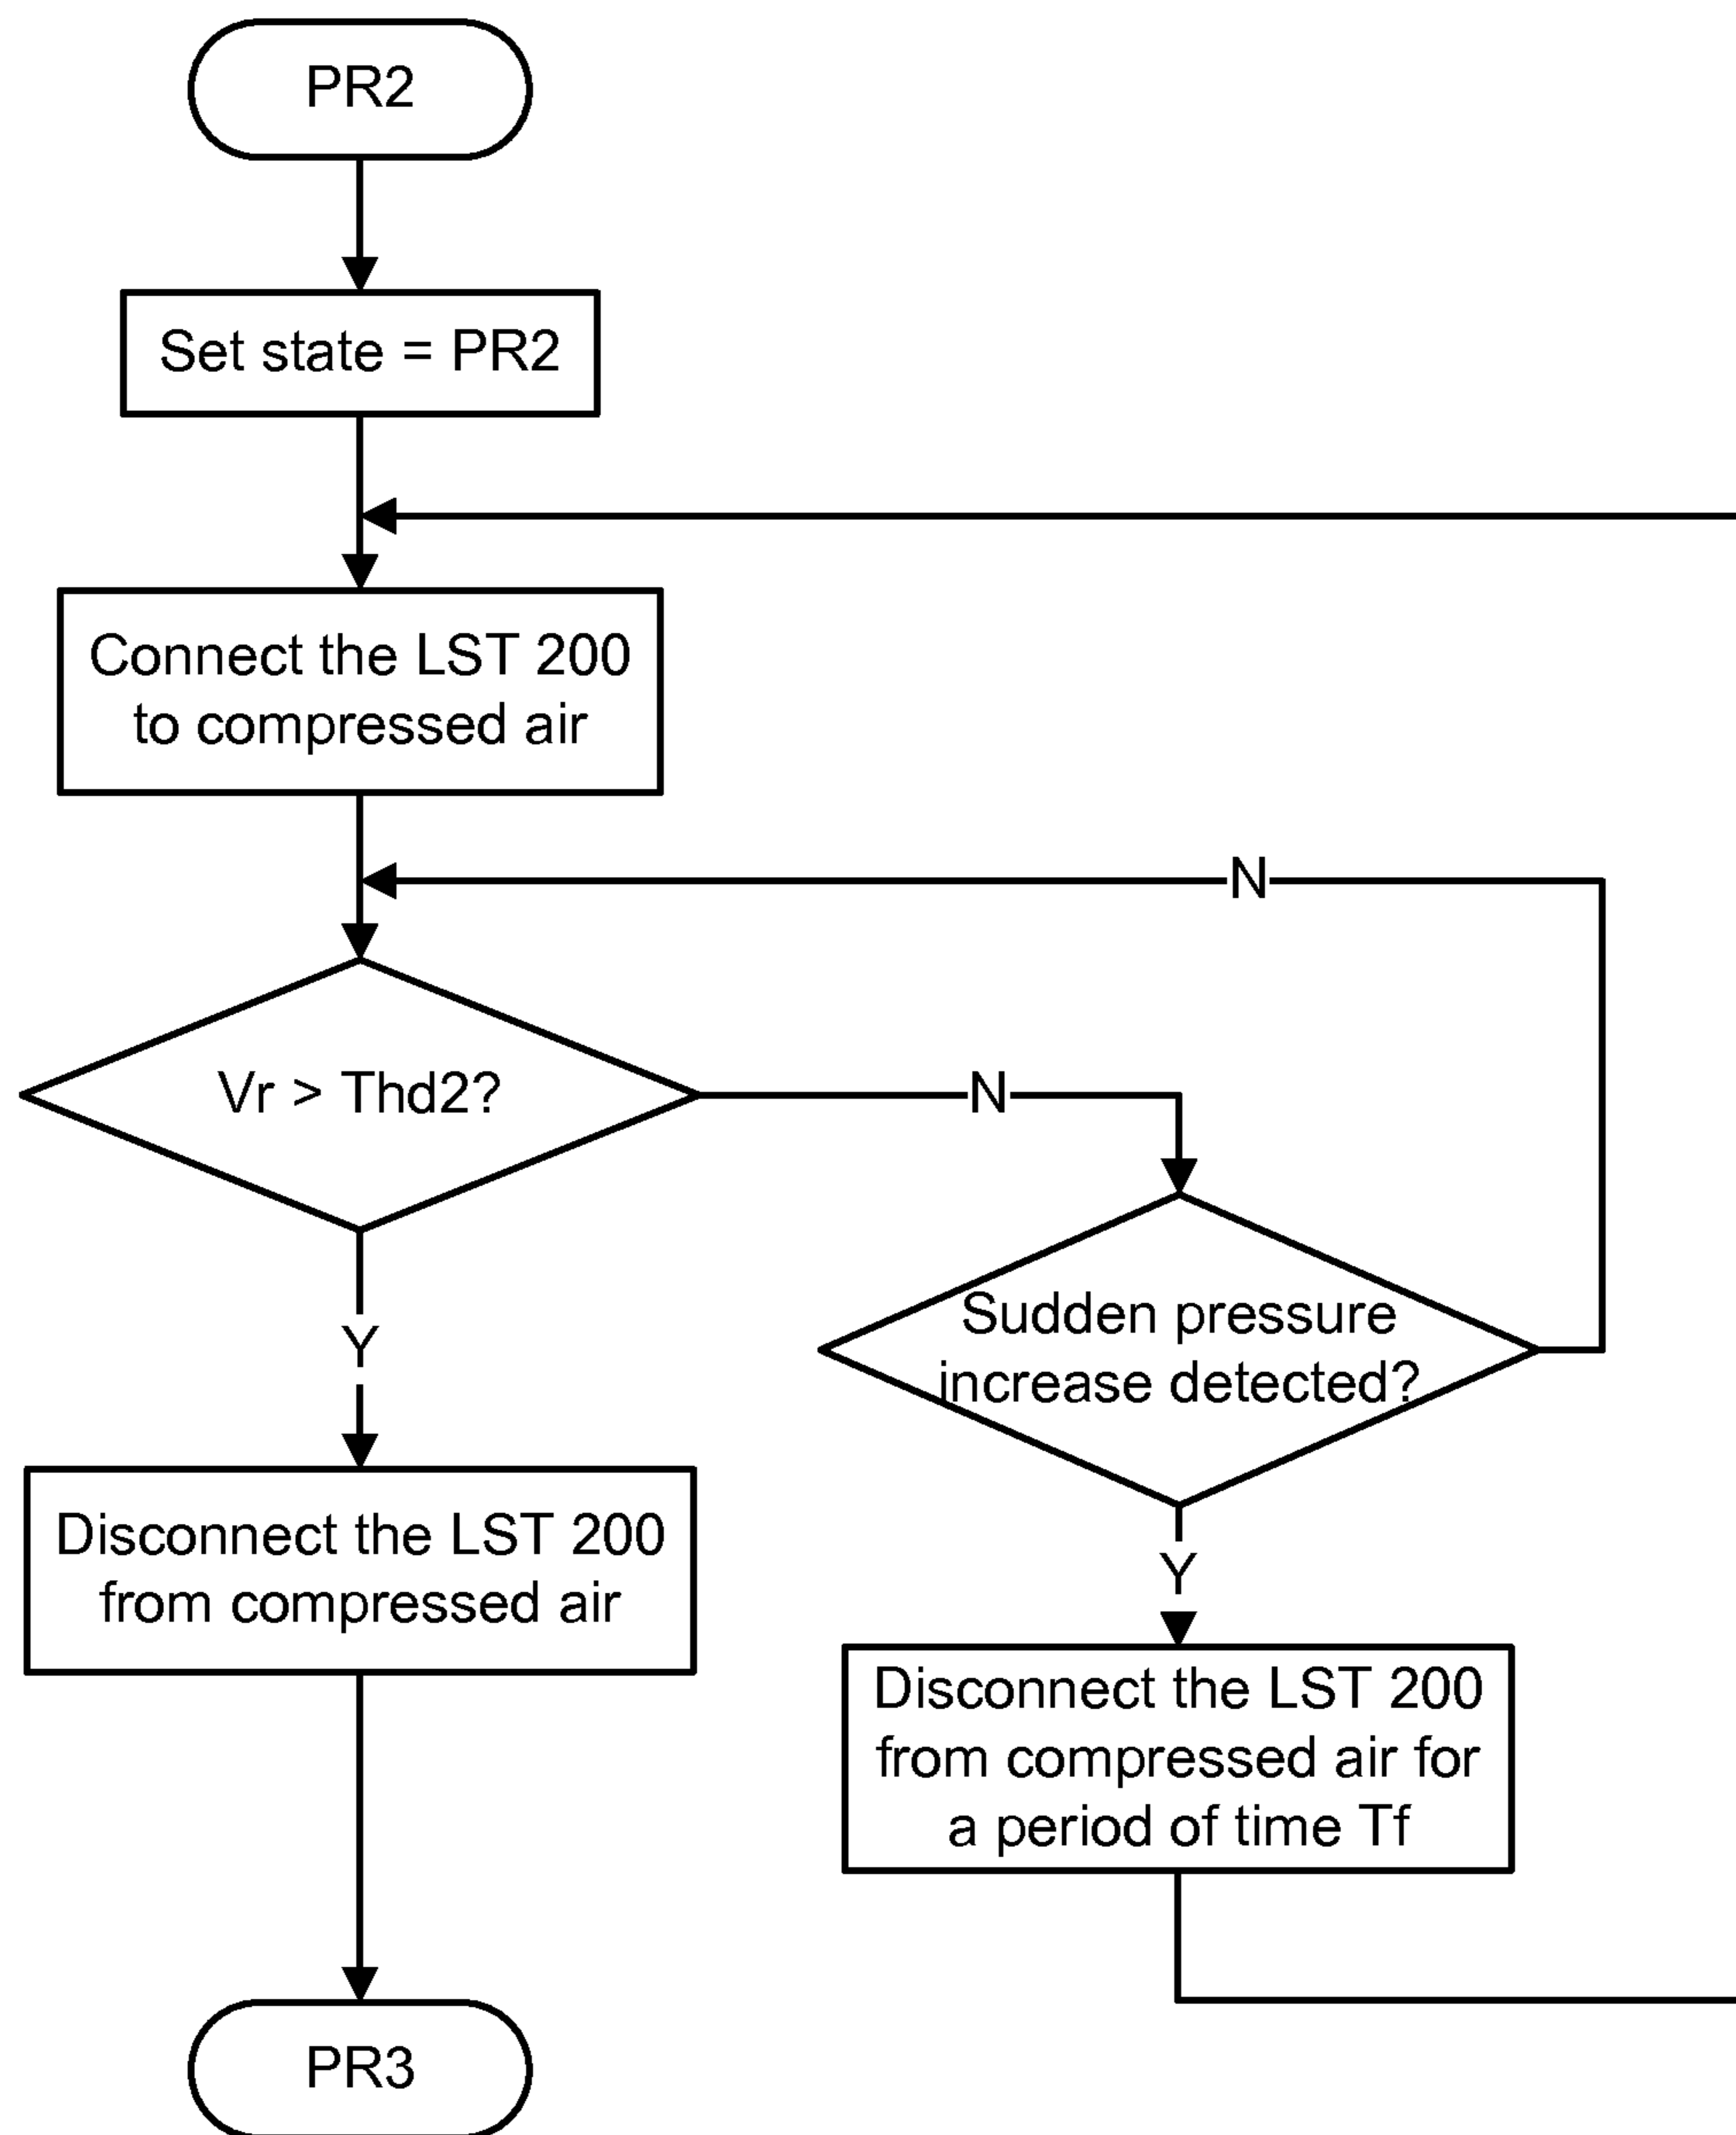 PR2
Set state = PR2
Connect the LST 200
to compressed air
N
Vr > Thd2?
N
Sudden pressure
increase detected?
Y
Disconnect the LST 200
from compressed air
Y
Disconnect the LST 200
from compressed air for
a period of time Tf
PR3